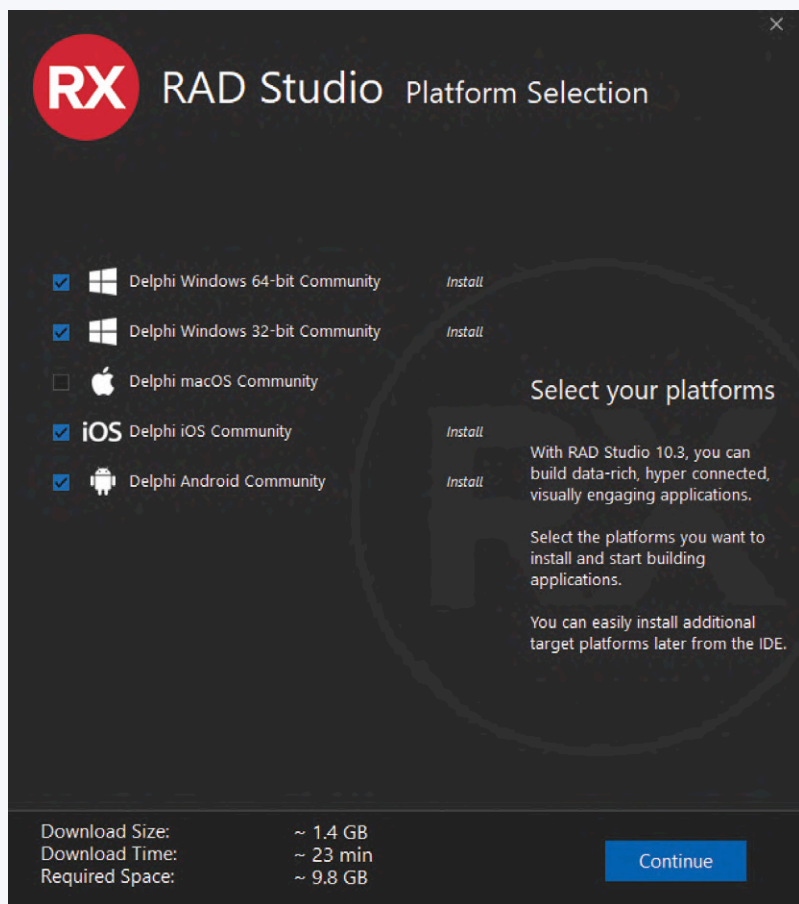 RX RAD Studio Platform Selection
Delphi Windows 64-bit Community Install
Delphi Windows 32-bit Community Install
Delphi macOS Community
iOS Delphi iOS Community Install
Delphi Android Community Install
Select your platforms
With RAD Studio 10.3, you can
build data-rich, hyper connected,
visually engaging applications.
Select the platforms you want to
install and start building
applications.
You can easily install additional
target platforms later from the IDE.
RX
Download Size: ~ 1.4 GB
Download Time: ~ 23 min
Required Space: ~ 9.8 GB
Continue